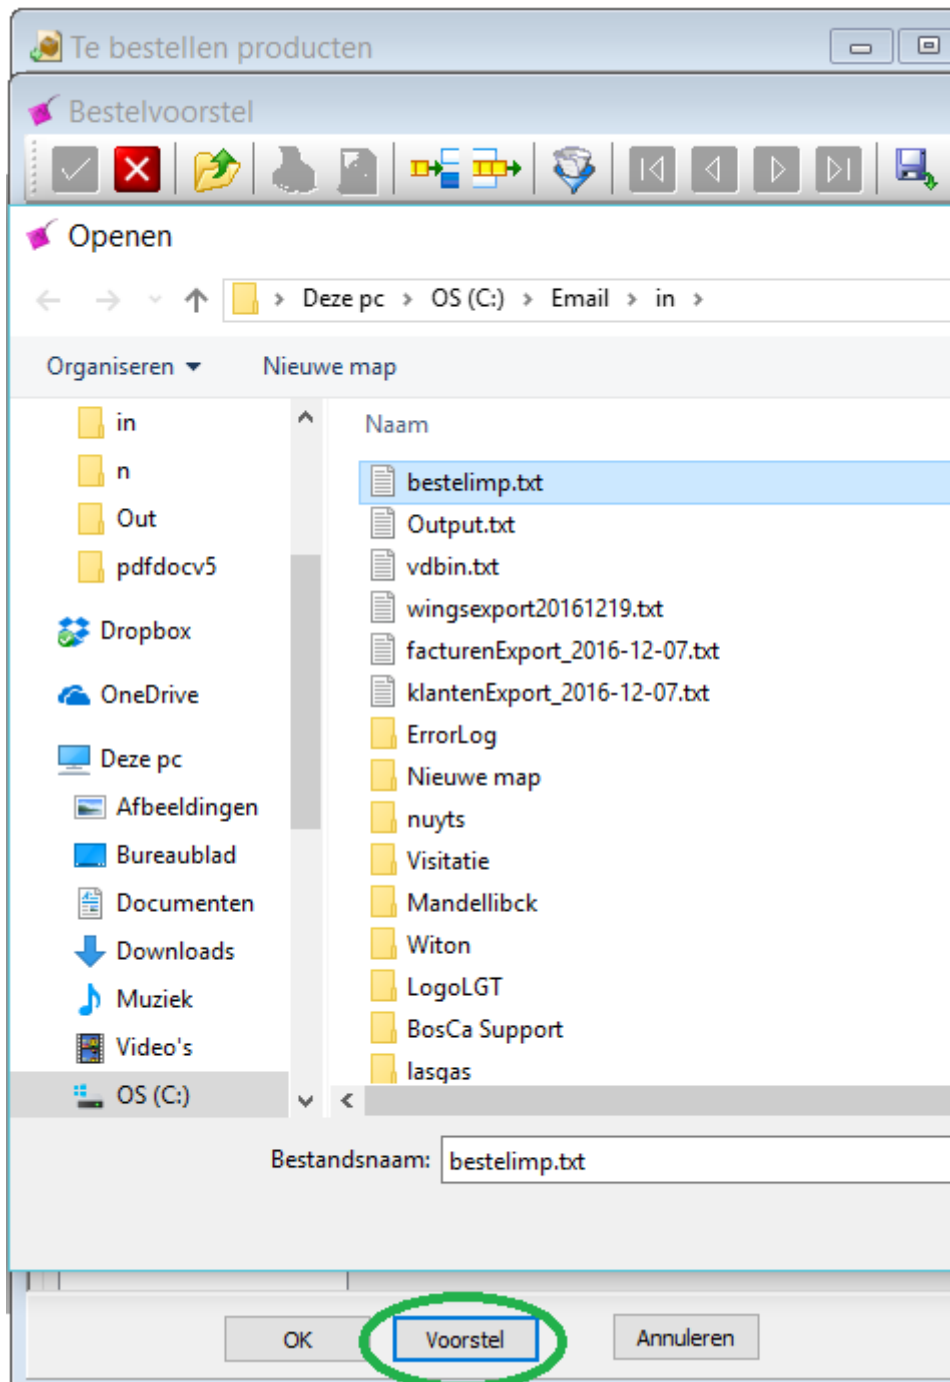 Te bestellen producten
Bestelvoorstel
Openen
Deze pc > OS (C:) > Email > in >
Organiseren Nieuwe map
in
n
Out
pdfdocv5
Dropbox
OneDrive
Deze pc
Afbeeldingen
Bureaublad
Documenten
Downloads
Muziek
Video's
OS (C:)
Naam
bestelimp.txt
Output.txt
vdbin.txt
wingsexport20161219.txt
facturenExport_2016-12-07.txt
klantenExport_2016-12-07.txt
ErrorLog
Nieuwe map
nuyts
Visitatie
Mandellibck
Witon
LogoLGT
BosCa Support
lasgas
Bestandsnaam: bestelimp.txt
OK Voorstel Annuleren